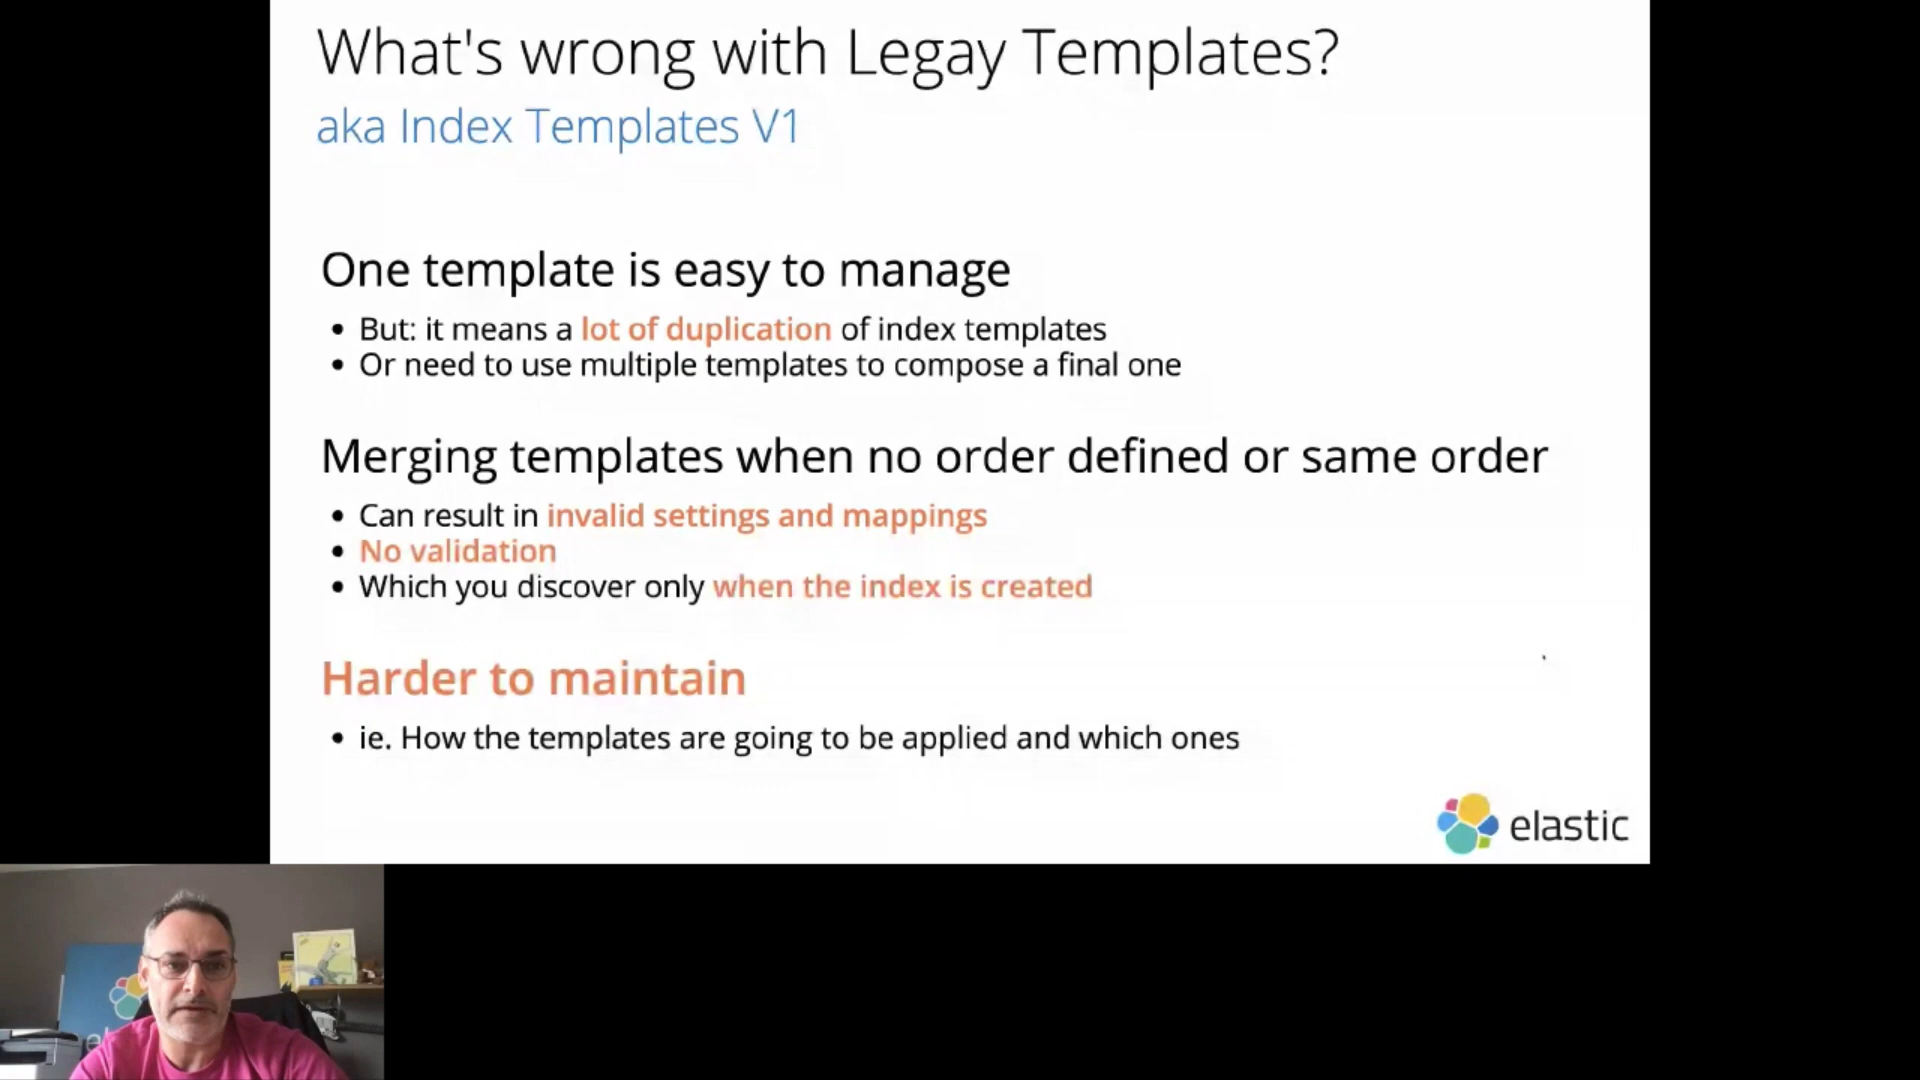 What's wrong with Legay Templates?
aka Index Templates V1
One template is easy to manage
• But: it means a lot of duplication of index templates
• Or need to use multiple templates to compose a final one
Merging templates when no order defined or same order
• Can result in invalid settings and mappings
• No validation
• Which you discover only when the index is created
Harder to maintain
• ie. How the templates are going to be applied and which ones
elastic